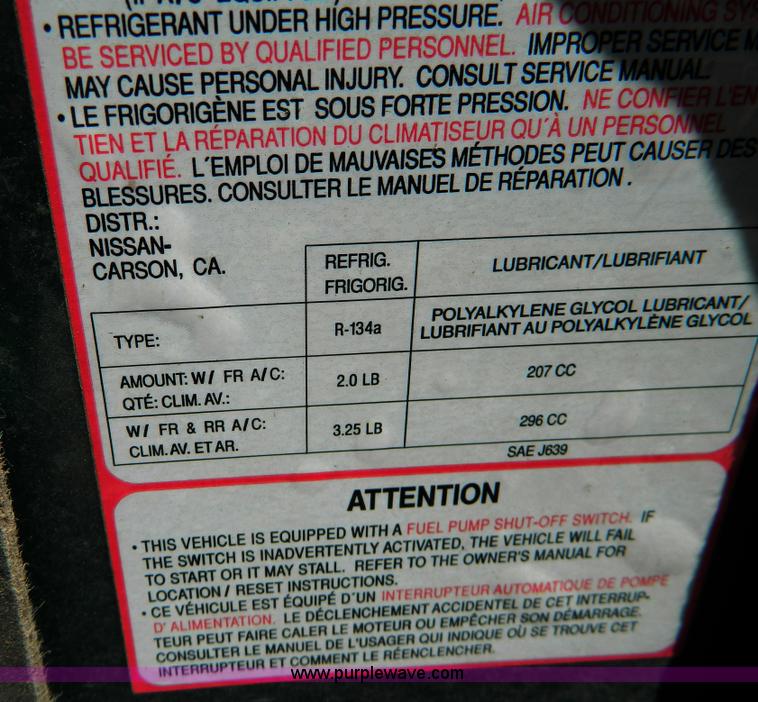 • REFRIGERANT UNDER HIGH PRESSURE. AIR CONDITIONING
BE SERVICED BY QUALIFIED PERSONNEL. IMPROPER SERVICE
MAY CAUSE PERSONAL INJURY. CONSULT SERVICE MANUAL.
• LE FRIGORIGÈNE EST SOUS FORTE PRESSION. NE CONFIER L'EN
TIEN ET LA RÉPARATION DU CLIMATISEUR QU'À UN PERSONNEL
QUALIFIÉ. L'EMPLOI DE MAUVAISES MÉTHODES PEUT CAUSER DES
BLESSURES. CONSULTER LE MANUEL DE RÉPARATION.
DISTR.:
NISSAN-
CARSON, CA.
REFRIG.
FRIGORIG.
LUBRICANT/LUBRIFIANT
TYPE:
R-134a
POLYALKYLENE GLYCOL LUBRICANT/
LUBRIFIANT AU POLYALKYLÈNE GLYCOL
AMOUNT: W/ FR A/C:
QTÉ: CLIM. AV.:
2.0 LB
207 CC
W/ FR & RR A/C:
CLIM. AV. ET AR.
3.25 LB
296 CC
SAE J639
ATTENTION
• THIS VEHICLE IS EQUIPPED WITH A FUEL PUMP SHUT-OFF SWITCH. IF
THE SWITCH IS INADVERTENTLY ACTIVATED, THE VEHICLE WILL FAIL
TO START OR IT MAY STALL. REFER TO THE OWNER'S MANUAL FOR
LOCATION / RESET INSTRUCTIONS.
• CE VÉHICULE EST ÉQUIPÉ D'UN INTERRUPTEUR AUTOMATIQUE DE POMPE
D'ALIMENTATION. LE DÉCLENCHEMENT ACCIDENTEL DE CET INTERRUP-
TEUR PEUT FAIRE CALER LE MOTEUR OU EMPÊCHER SON DÉMARRAGE.
CONSULTER LE MANUEL DE L'USAGER QUI INDIQUE OÙ SE TROUVE CET
INTERRUPTEUR ET COMMENT LE RÉENCLENCHER.
www.purplewave.com